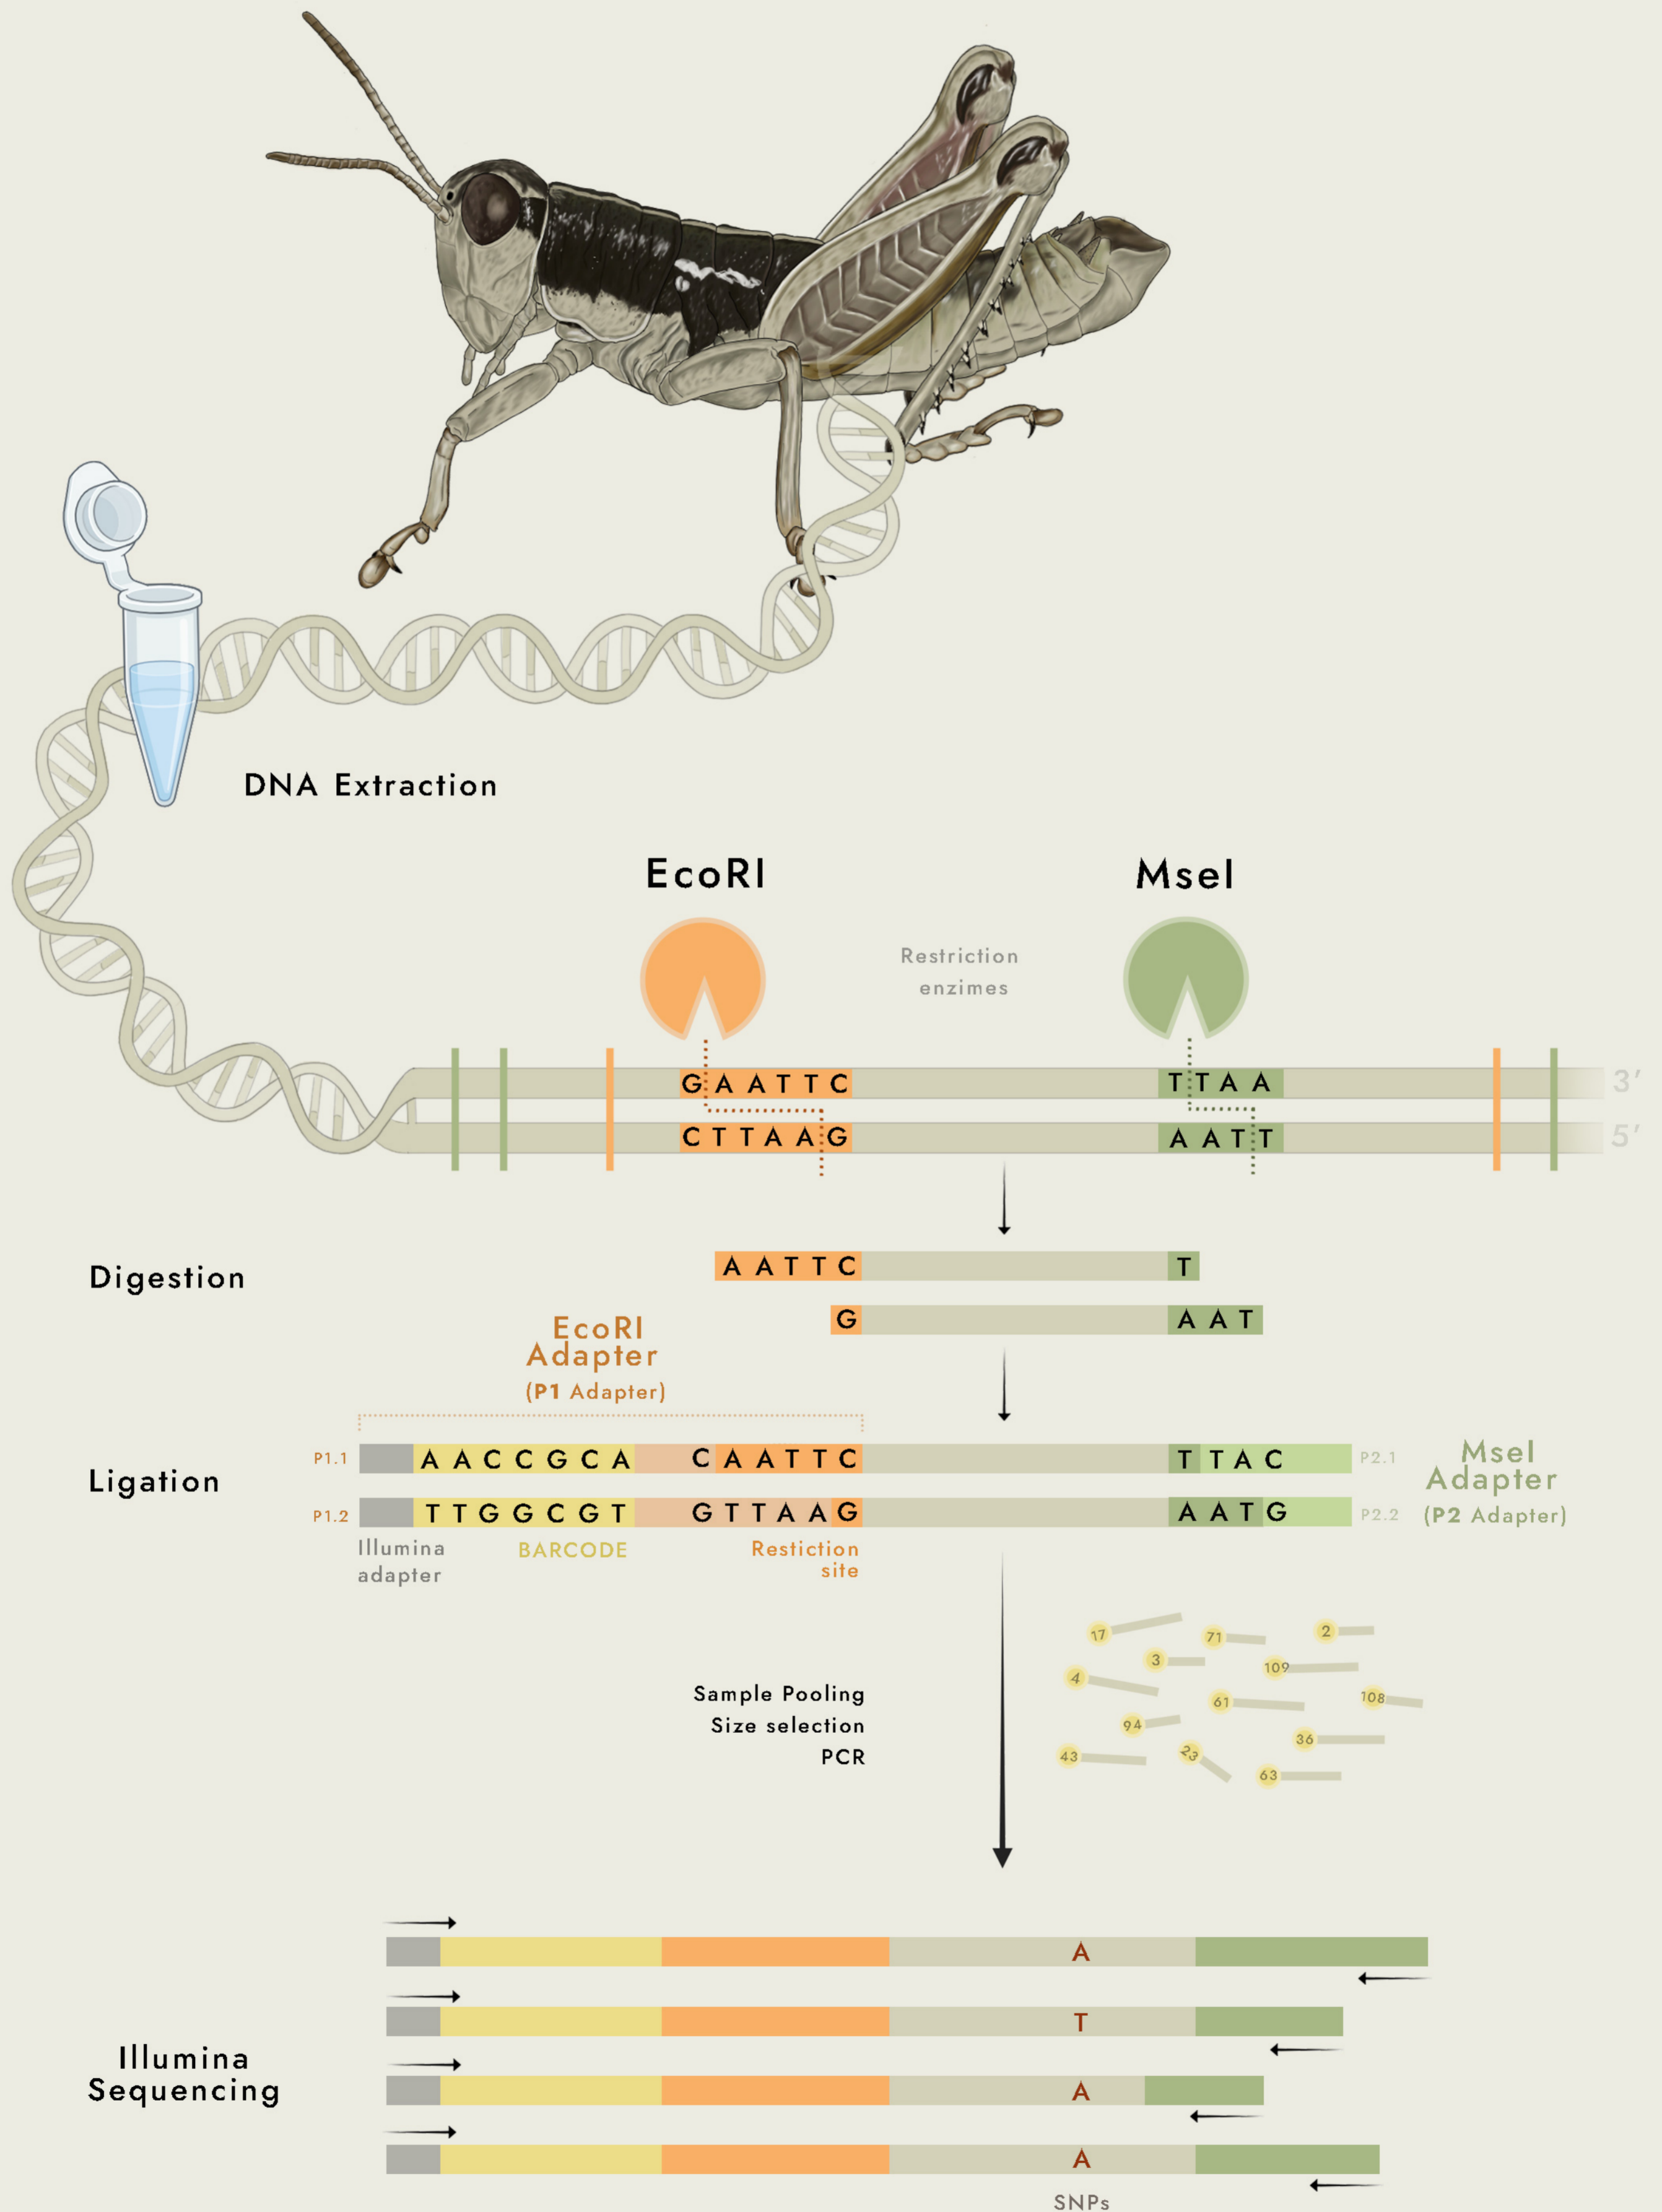 DNA Extraction
EcoRI
MseI
Restriction
enzimes
G A A T T C
T T A A
3'
C T T A A G
A A T T
5'
Digestion
A A T T C
T
G
A A T
EcoRI
Adapter
(P1 Adapter)
Ligation
P1.1
A A C C G C A
C A A T T C
T T A C
P2.1
P1.2
T T G G C G T
G T T A A G
A A T G
P2.2
MseI
Adapter
(P2 Adapter)
Illumina
adapter
BARCODE
Restiction
site
Sample Pooling
Size selection
PCR
17
71
2
3
109
4
61
108
94
36
43
23
63
Illumina
Sequencing
A
T
A
A
SNPs